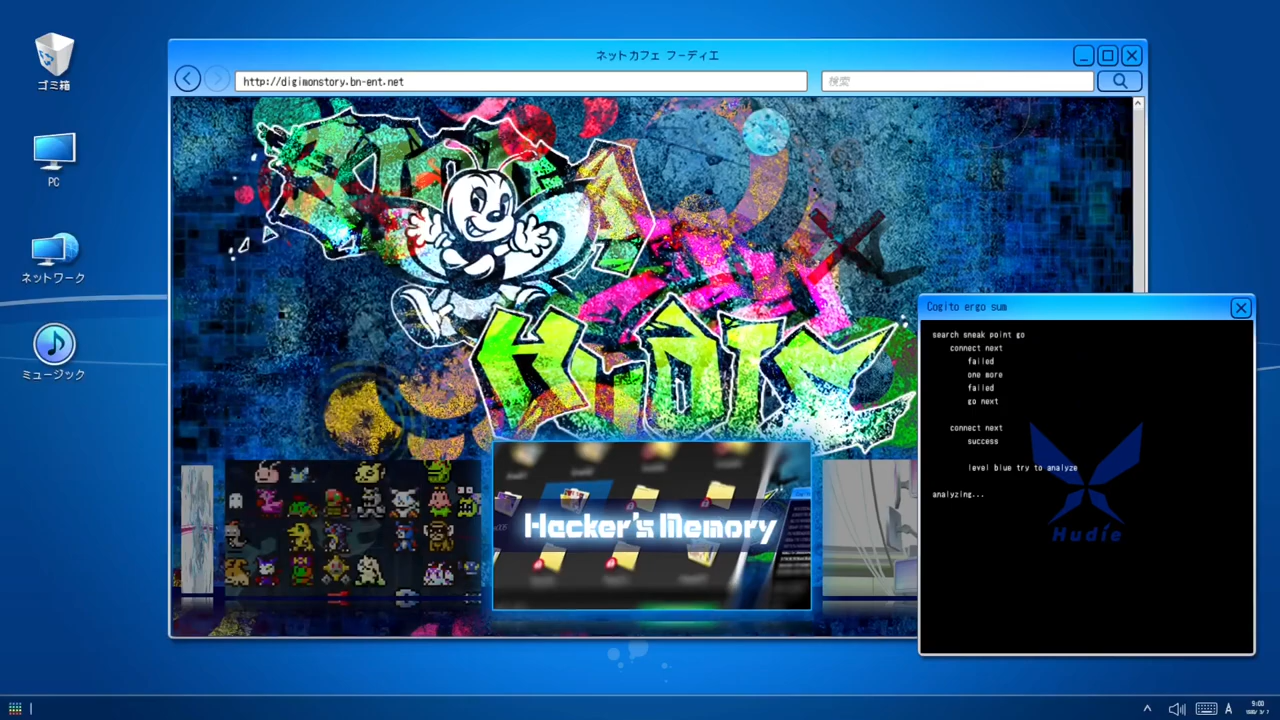 ゴミ箱
PC
ネットワーク
ミュージック
ネットカフェ フーディエ
http://digimonstory.bn-ent.net
検索
HUDIE
Hacker's Memory
Cogito ergo sum
search sneak point go
connect next
failed
one more
failed
go next
connect next
success
level blue try to analyze
analyzing...
Hudie
A
9:00